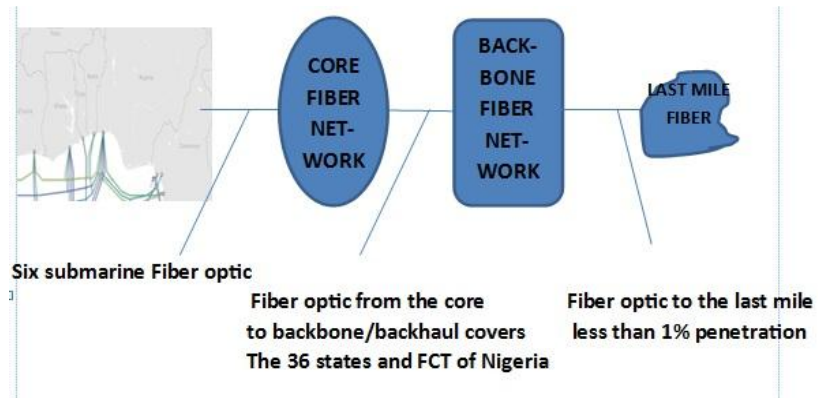 CORE
FIBER
NET-
WORK
BACK-
BONE
FIBER
NET-
WORK
LAST MILE
FIBER
Six submarine Fiber optic
Fiber optic from the core
to backbone/backhaul covers
The 36 states and FCT of Nigeria
Fiber optic to the last mile
less than 1% penetration